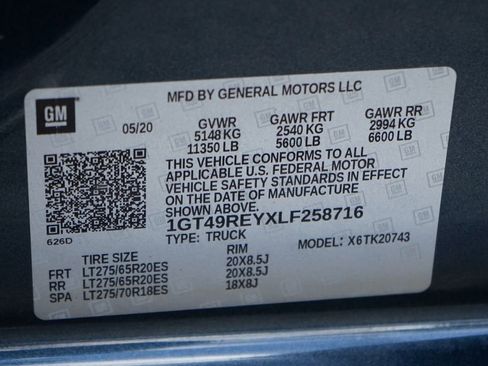 GM
MFD BY GENERAL MOTORS LLC
05/20
GVWR GAWR FRT GAWR RR
5148 KG 2540 KG 2994 KG
11350 LB 5600 LB 6600 LB
THIS VEHICLE CONFORMS TO ALL
APPLICABLE U.S. FEDERAL MOTOR
VEHICLE SAFETY STANDARDS IN EFFECT
ON THE DATE OF MANUFACTURE
SHOWN ABOVE.
1GT49REYXLF258716
626D
TYPE: TRUCK MODEL: X6TK20743
TIRE SIZE RIM
FRT LT275/65R20ES 20X8.5J
RR LT275/65R20ES 20X8.5J
SPA LT275/70R18ES 18X8J